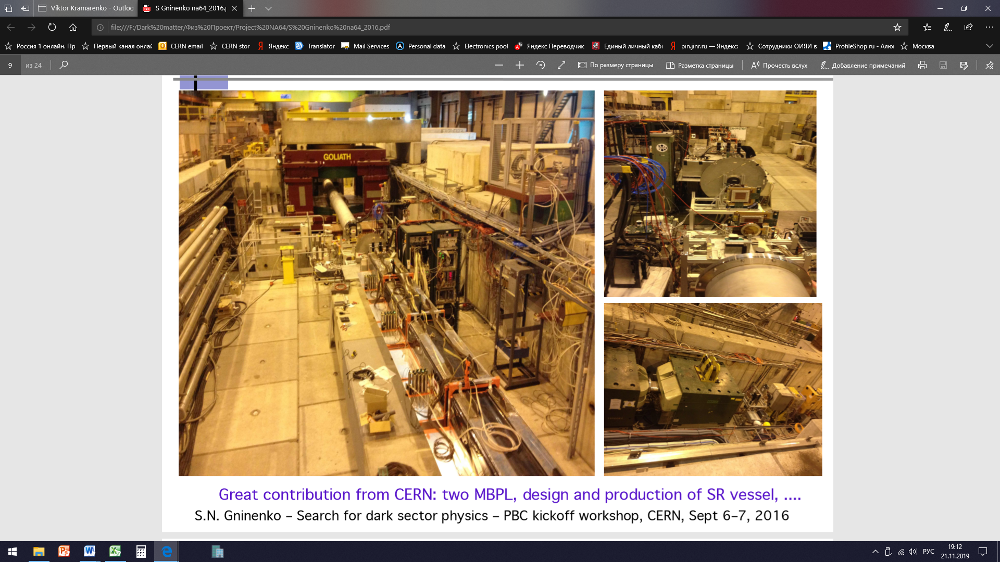 Viktor Kramarenko - Outloo
S Gninenko na64_2016.p
file:///F:/Dark%20matter/Физ%20Проект/Project%20NA64/S%20Gninenko%20na64_2016.pdf
Россия 1 онлайн. Пр
Первый канал онлай
CERN email
CERN stor
Яндекс
Translator
Mail Services
Personal data
Electronics pool
Яндекс Переводчик
Единый личный каби
pin.jinr.ru — Яндекс:
Сотрудники ОИЯИ в
ProfileShop ru - Алю
Москва
9 из 24
По размеру страницы
Разметка страницы
Прочесть вслух
Добавление примечаний
GOLIATH
Great contribution from CERN: two MBPL, design and production of SR vessel, ....
S.N. Gninenko – Search for dark sector physics – PBC kickoff workshop, CERN, Sept 6–7, 2016
РУС
19:12
21.11.2019